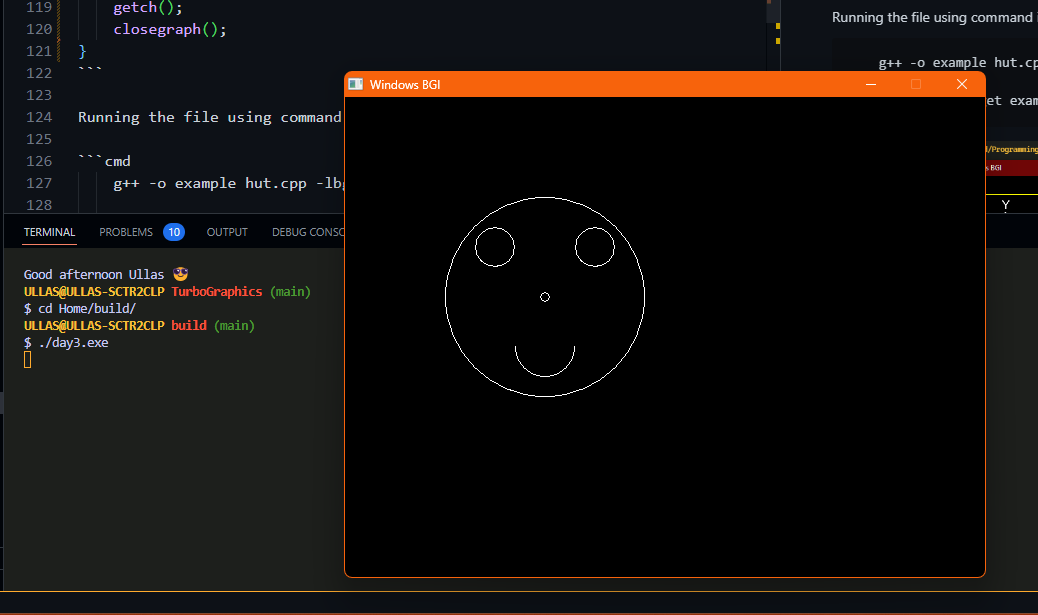 119 getch();
120 closegraph();
121 }
122 ```
123
124 Running the file using command
125
126 ```cmd
127 g++ -o example hut.cpp -lb
128
Running the file using command
g++ -o example hut.cp
et exam
/Programming
s BGI
Y
Windows BGI
TERMINAL PROBLEMS 10 OUTPUT DEBUG CONSO
Good afternoon Ullas 😎
ULLAS@ULLAS-SCTR2CLP TurboGraphics (main)
$ cd Home/build/
ULLAS@ULLAS-SCTR2CLP build (main)
$ ./day3.exe